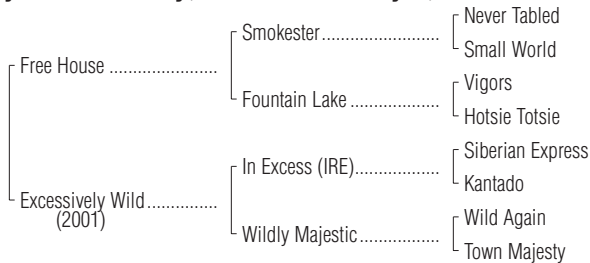 Never Tabled
Smokester
Small World
Free House
Vigors
Fountain Lake
Hotsie Totsie
Siberian Express
In Excess (IRE)
Kantado
Excessively Wild
(2001)
Wild Again
Wildly Majestic
Town Majesty